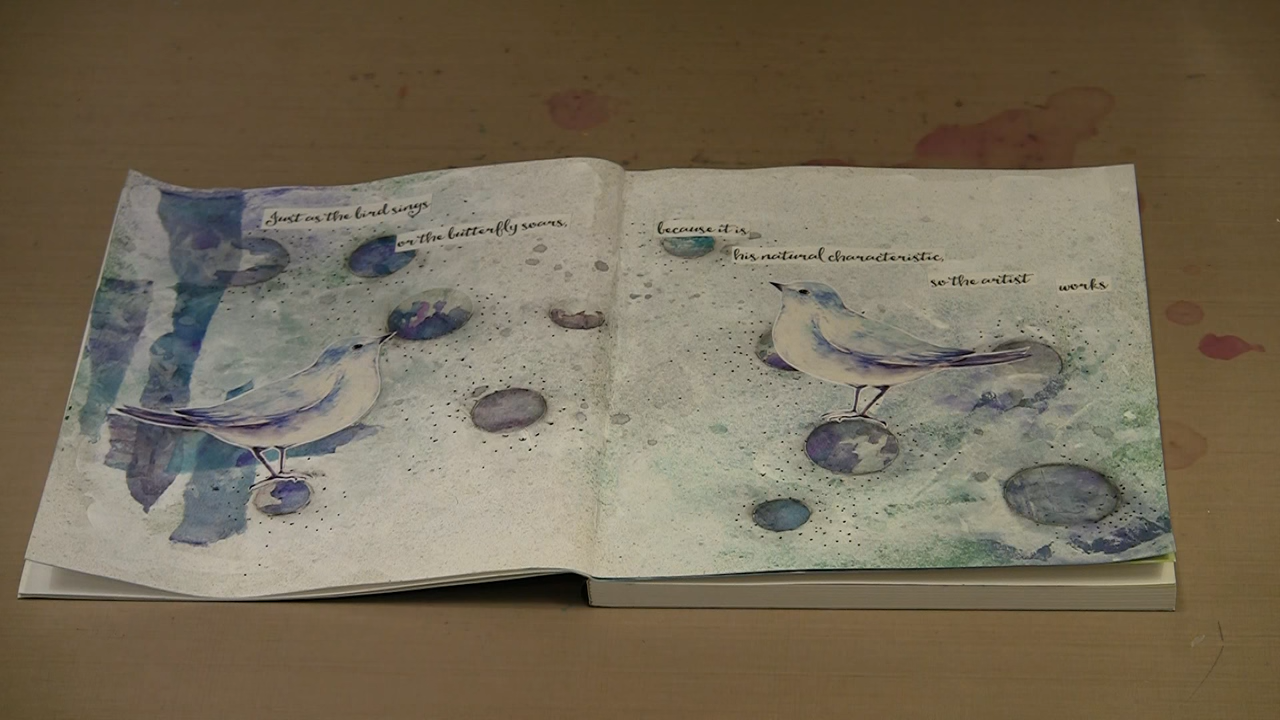 Just as the bird sings
or the butterfly soars,
because it is
his natural characteristic,
so the artist
works